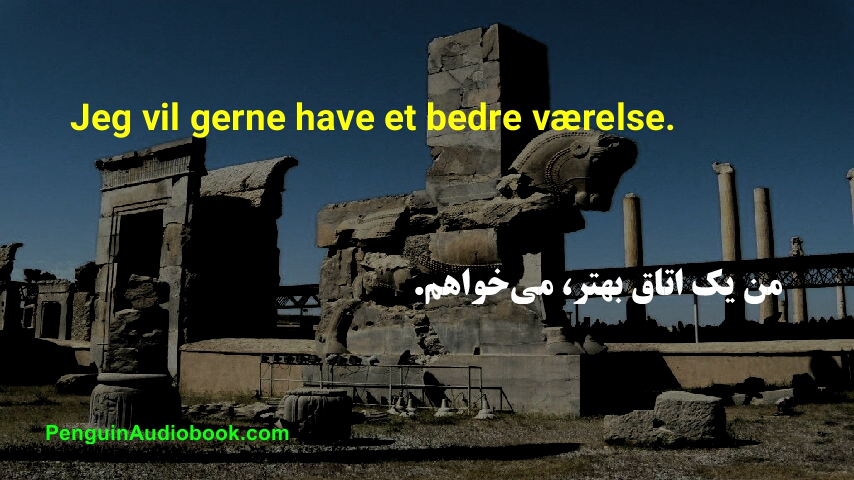 Jeg vil gerne have et bedre værelse.
من یک اتاق بهتر، می‌خواهم.
PenguinAudiobook.com